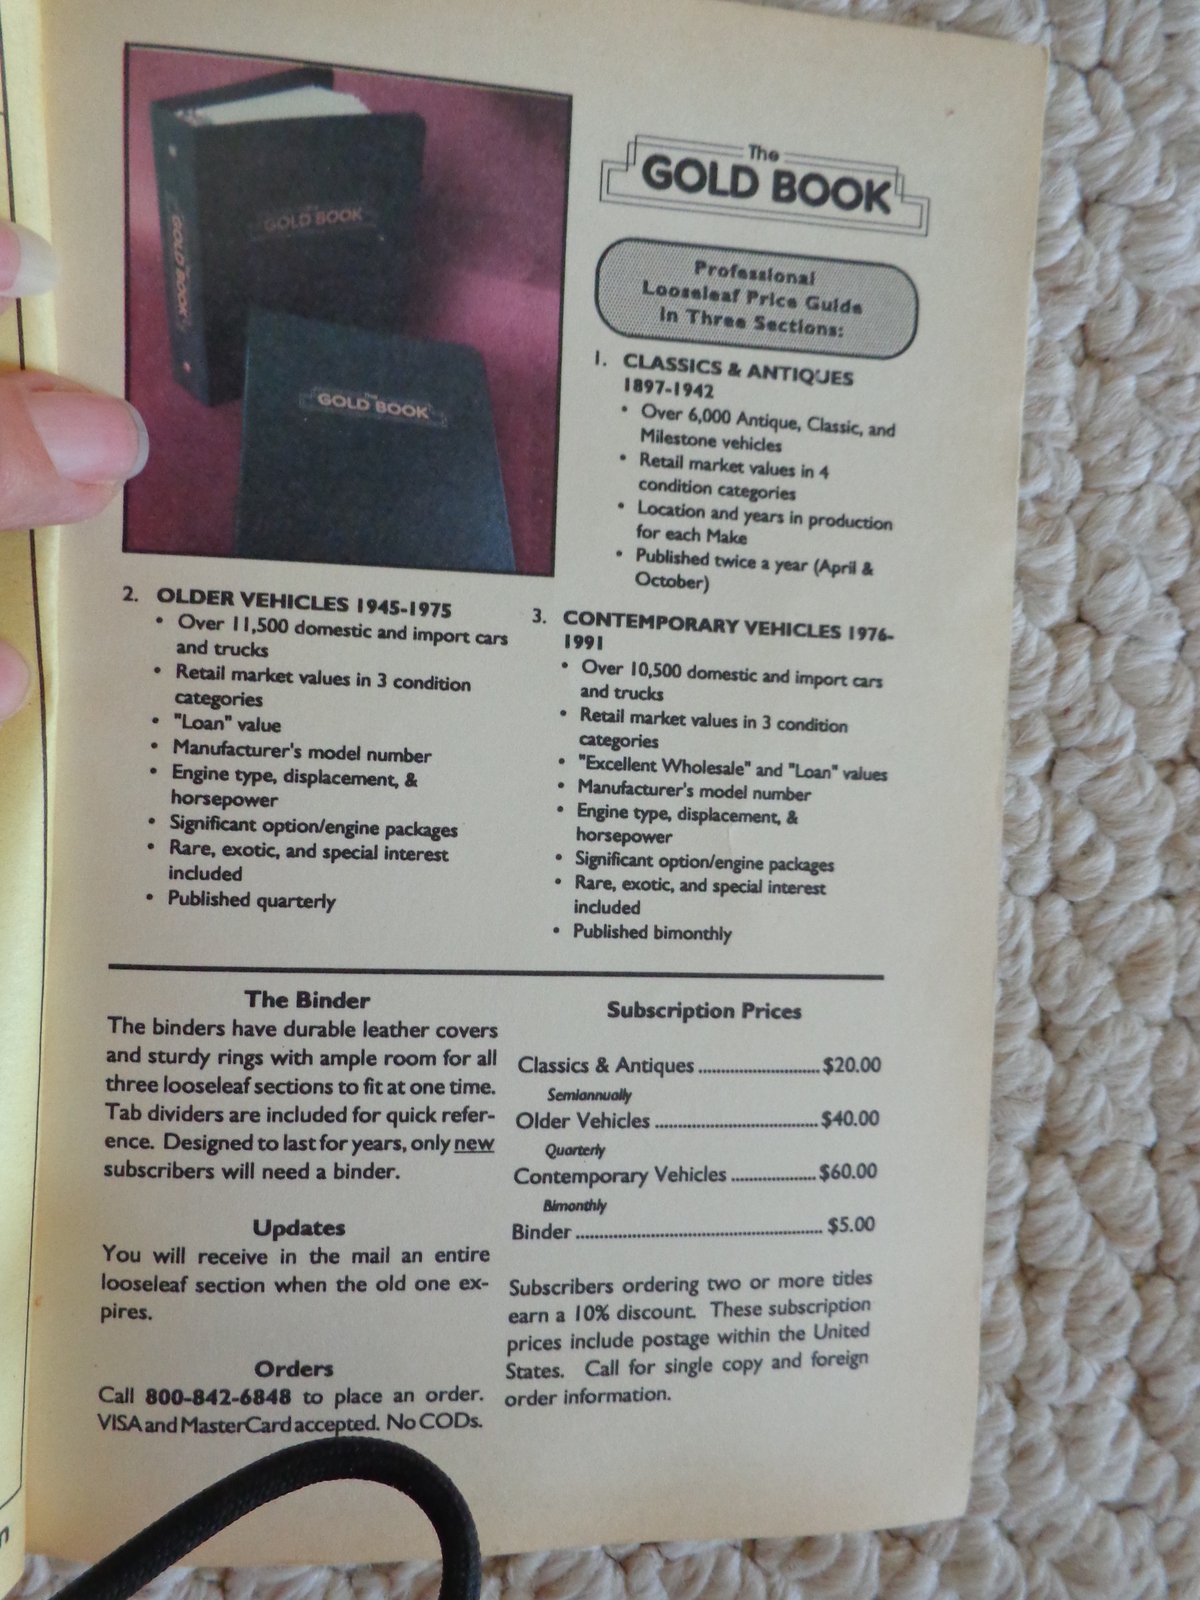 GOLD BOOK
GOLD BOOK
The
GOLD BOOK
The
GOLD BOOK
Professional
Looseleaf Price Guide
In Three Sections:
1. CLASSICS & ANTIQUES
1897-1942
• Over 6,000 Antique, Classic, and
Milestone vehicles
• Retail market values in 4
condition categories
• Location and years in production
for each Make
• Published twice a year (April &
October)
2. OLDER VEHICLES 1945-1975
• Over 11,500 domestic and import cars
and trucks
• Retail market values in 3 condition
categories
• "Loan" value
• Manufacturer's model number
• Engine type, displacement, &
horsepower
• Significant option/engine packages
• Rare, exotic, and special interest
included
• Published quarterly
3. CONTEMPORARY VEHICLES 1976-
1991
• Over 10,500 domestic and import cars
and trucks
• Retail market values in 3 condition
categories
• "Excellent Wholesale" and "Loan" values
• Manufacturer's model number
• Engine type, displacement, &
horsepower
• Significant option/engine packages
• Rare, exotic, and special interest
included
• Published bimonthly
The Binder
The binders have durable leather covers
and sturdy rings with ample room for all
three looseleaf sections to fit at one time.
Tab dividers are included for quick refer-
ence. Designed to last for years, only new
subscribers will need a binder.
Updates
You will receive in the mail an entire
looseleaf section when the old one ex-
pires.
Orders
Call 800-842-6848 to place an order.
VISA and MasterCard accepted. No CODs.
Subscription Prices
Classics & Antiques ............................ $20.00
Semiannually
Older Vehicles ...................................... $40.00
Quarterly
Contemporary Vehicles .................... $60.00
Bimonthly
Binder .......................................................... $5.00
Subscribers ordering two or more titles
earn a 10% discount. These subscription
prices include postage within the United
States. Call for single copy and foreign
order information.